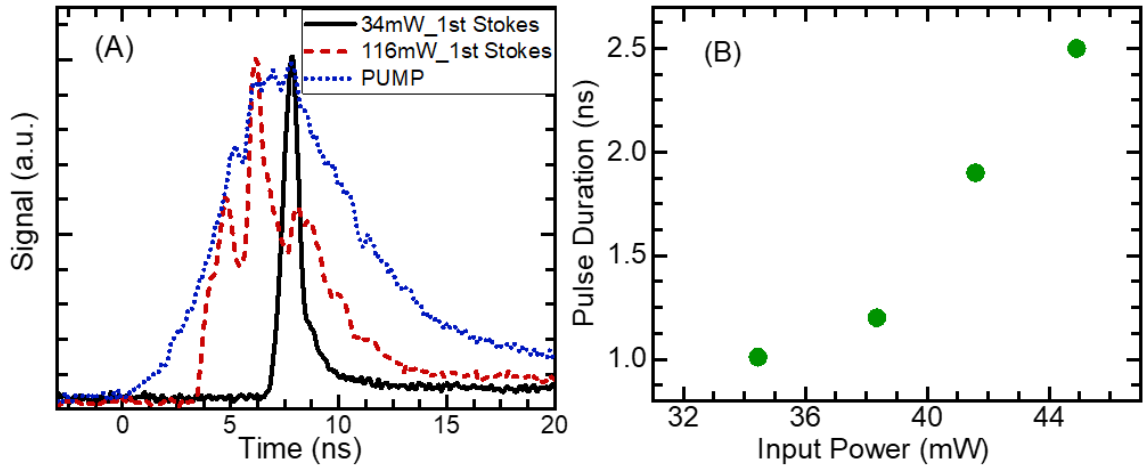 (A)
34mW_1st Stokes
116mW_1st Stokes
PUMP
Signal (a.u.)
0
5
10
15
20
Time (ns)
(B)
2.5
2.0
1.5
1.0
Pulse Duration (ns)
32
36
40
44
Input Power (mW)